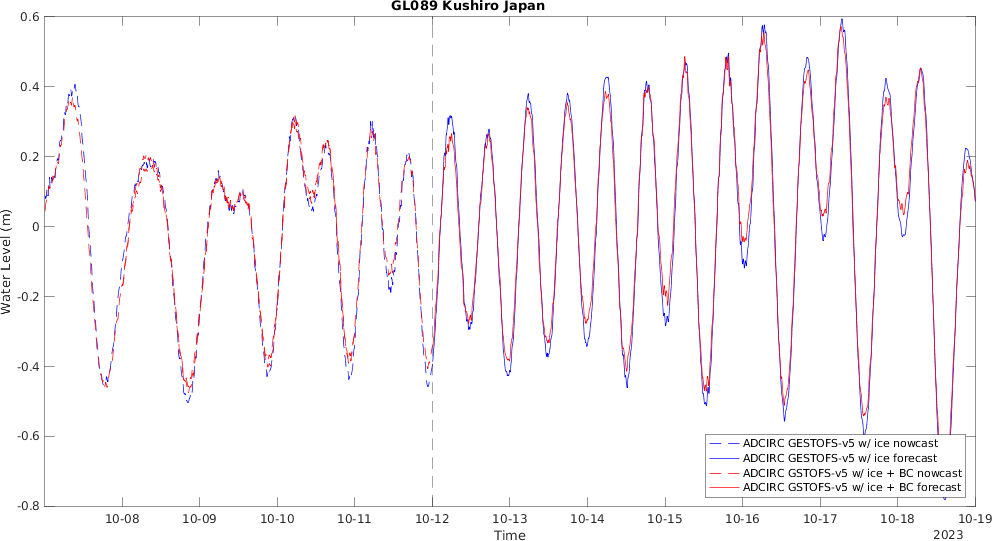 GL089 Kushiro Japan
0.6
0.4
0.2
0
-0.2
-0.4
-0.6
-0.8
Water Level (m)
ADCIRC GESTOFS-v5 w/ ice nowcast
ADCIRC GESTOFS-v5 w/ ice forecast
ADCIRC GSTOFS-v5 w/ ice + BC nowcast
ADCIRC GSTOFS-v5 w/ ice + BC forecast
10-08 10-09 10-10 10-11 10-12 10-13 10-14 10-15 10-16 10-17 10-18 10-19
Time
2023